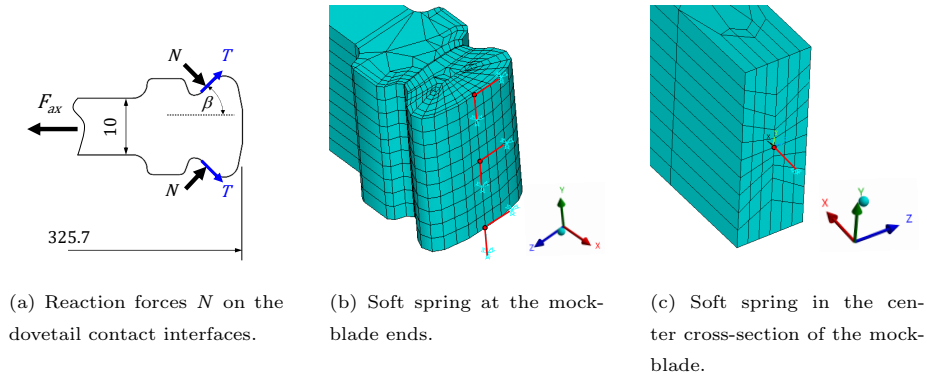 N T
F_ax
β
10
N T
325.7
Y
Z X
X Y Z
(a) Reaction forces N on the
dovetail contact interfaces.
(b) Soft spring at the mock-
blade ends.
(c) Soft spring in the cen-
ter cross-section of the mock-
blade.